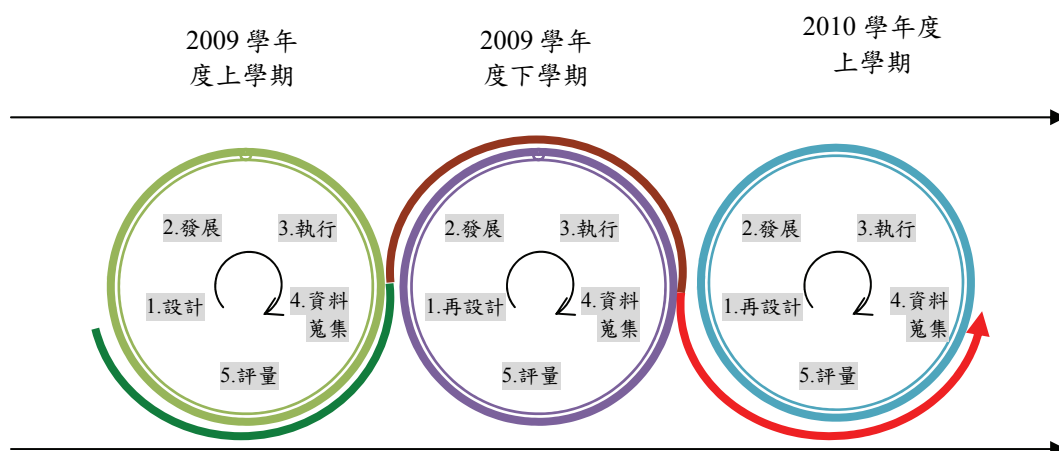 2009 學年
度上學期
2009 學年
度下學期
2010 學年度
上學期
2.發展
3.執行
1.設計
4.資料
蒐集
5.評量
2.發展
3.執行
1.再設計
4.資料
蒐集
5.評量
2.發展
3.執行
1.再設計
4.資料
蒐集
5.評量